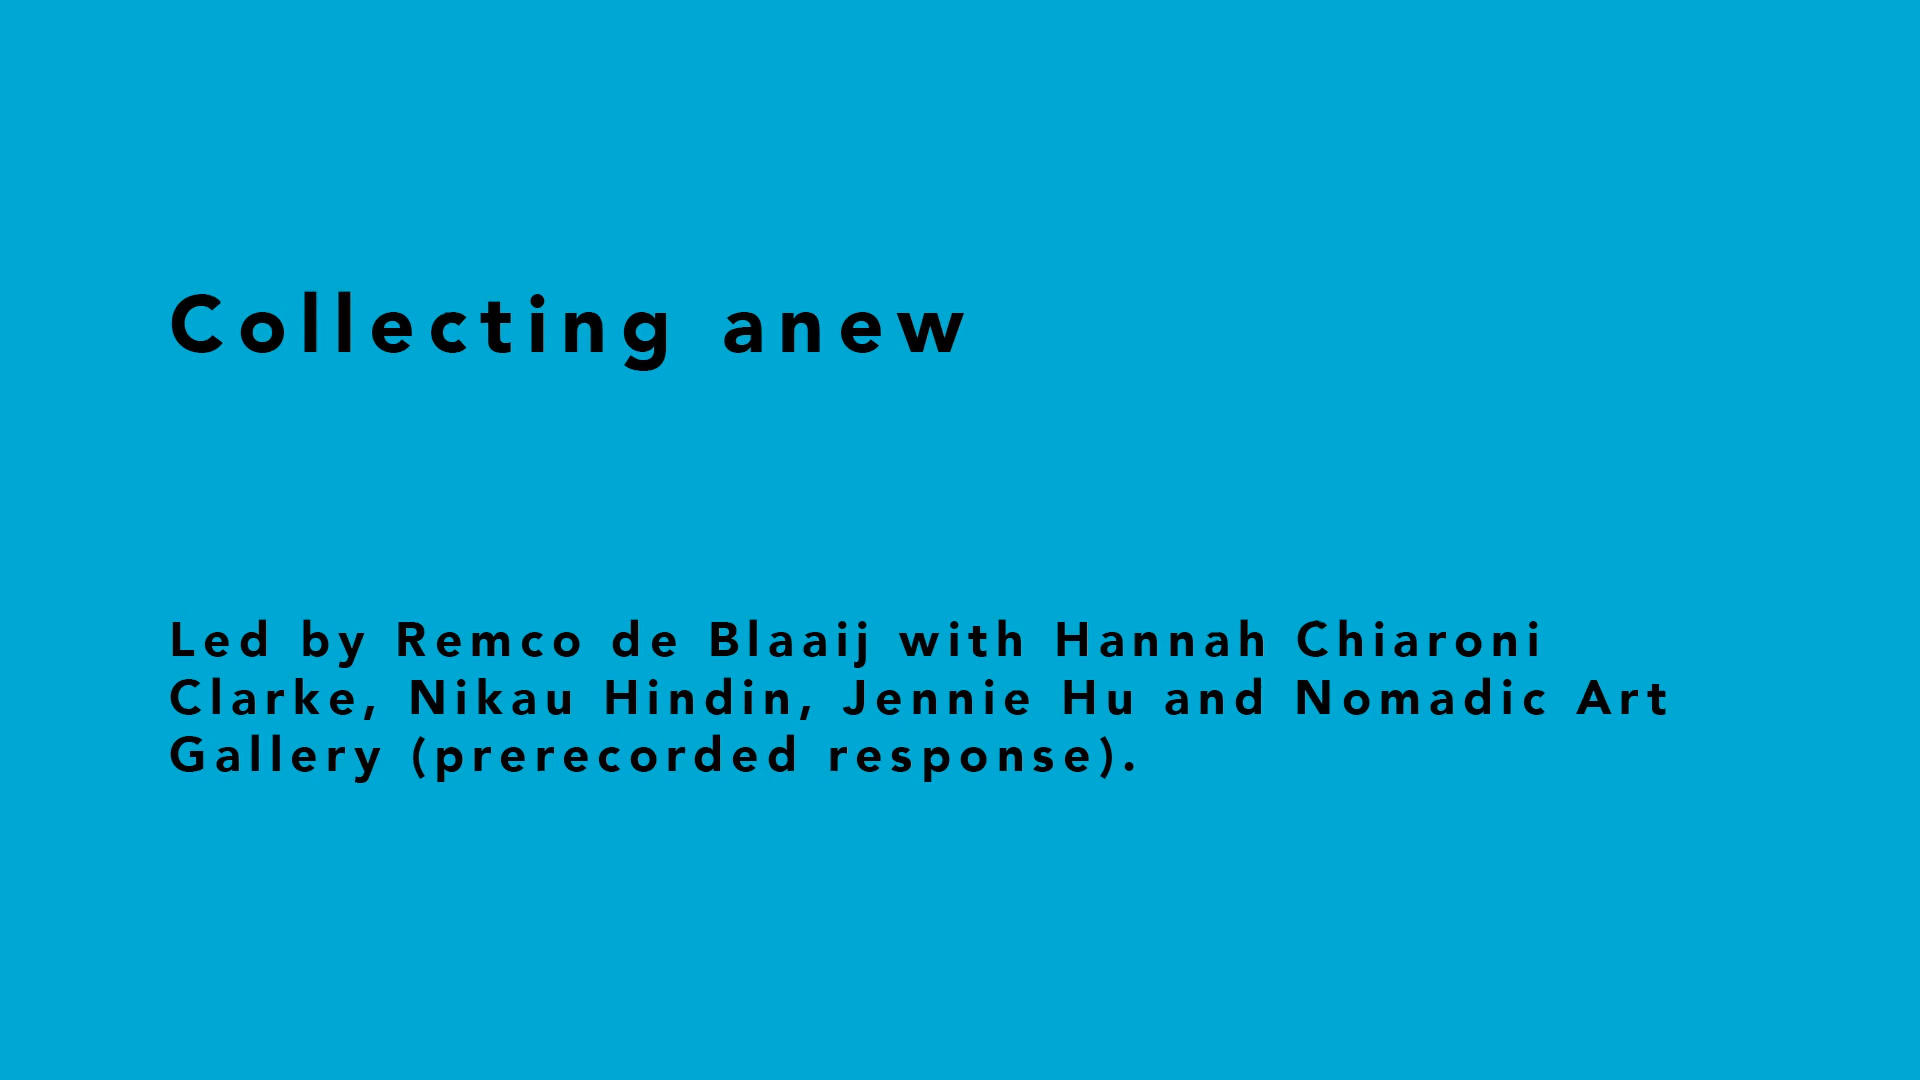 Collecting anew
Led by Remco de Blaaij with Hannah Chiaroni
Clarke, Nikau Hindin, Jennie Hu and Nomadic Art
Gallery (prerecorded response).